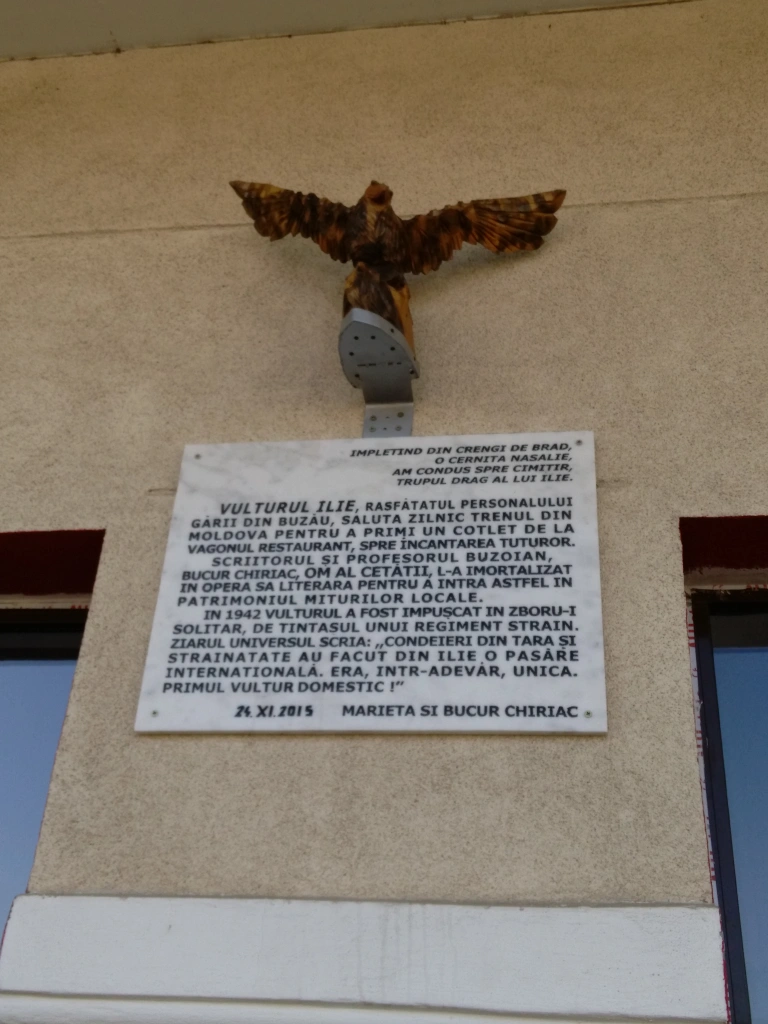 IMPLETIND DIN CRENGI DE BRAD,
O CERNITA NASALIE,
AM CONDUS SPRE CIMITIR,
TRUPUL DRAG AL LUI ILIE.
VULTURUL ILIE, RASFĂTATUL PERSONALULUI
GĂRII DIN BUZĂU, SALUTA ZILNIC TRENUL DIN
MOLDOVA PENTRU A PRIMI UN COTLET DE LA
VAGONUL RESTAURANT, SPRE INCANTAREA TUTUROR.
SCRIITORUL SI PROFESORUL BUZOIAN,
BUCUR CHIRIAC, OM AL CETĂTII, L-A IMORTALIZAT
IN OPERA SA LITERARA PENTRU A INTRA ASTFEL IN
PATRIMONIUL MITURILOR LOCALE.
IN 1942 VULTURUL A FOST IMPUȘCAT IN ZBORU-I
SOLITAR, DE TINTASUL UNUI REGIMENT STRAIN.
ZIARUL UNIVERSUL SCRIA: „CONDEIERI DIN TARA ȘI
STRAINATATE AU FACUT DIN ILIE O PASĂRE
INTERNATIONALĂ. ERA, INTR-ADEVĂR, UNICA.
PRIMUL VULTUR DOMESTIC !”
24.XI.2015 MARIETA SI BUCUR CHIRIAC